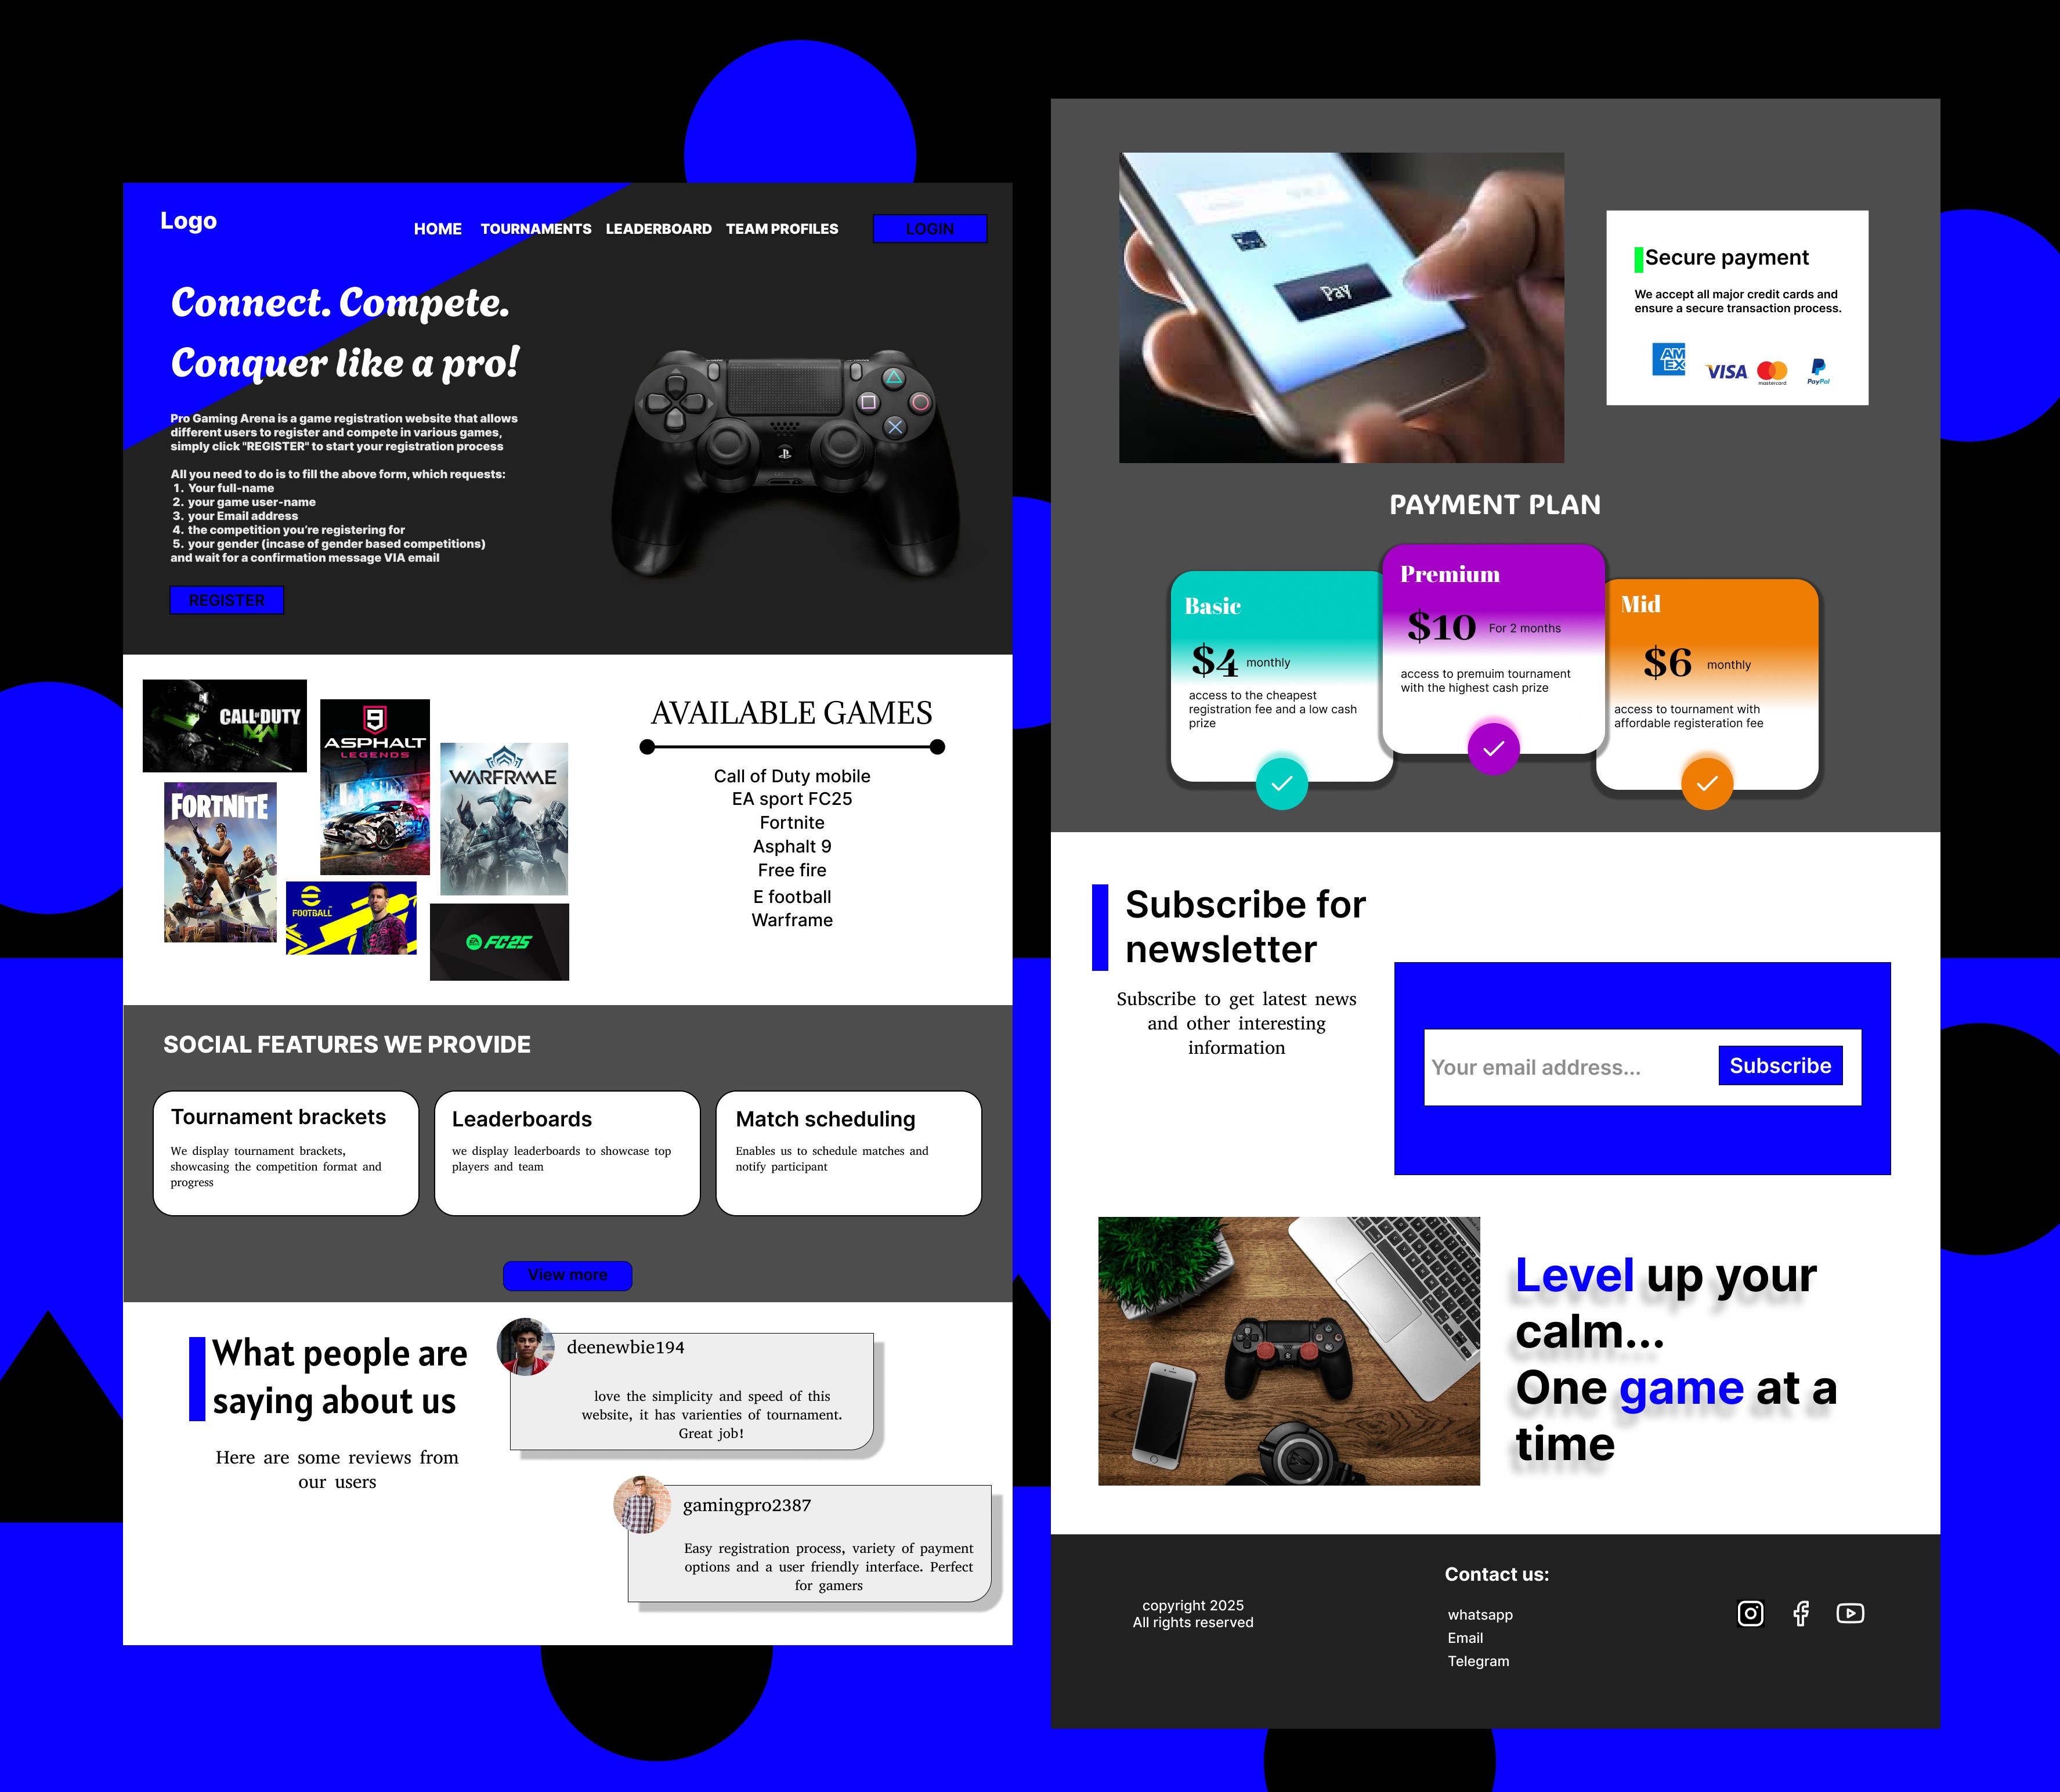 Logo
HOME TOURNAMENTS LEADERBOARD TEAM PROFILES LOGIN
Connect. Compete.
Conquer like a pro!
Pro Gaming Arena is a game registration website that allows
different users to register and compete in various games,
simply click "REGISTER" to start your registration process
All you need to do is to fill the above form, which requests:
1. Your full-name
2. your game user-name
3. your Email address
4. the competition you're registering for
5. your gender (incase of gender based competitions)
and wait for a confirmation message VIA email
REGISTER
CALL OF DUTY
MW
9
ASPHALT
LEGENDS
WARFRAME
FORTNITE
FOOTBALL
EA FC25
AVAILABLE GAMES
Call of Duty mobile
EA sport FC25
Fortnite
Asphalt 9
Free fire
E football
Warframe
SOCIAL FEATURES WE PROVIDE
Tournament brackets
We display tournament brackets,
showcasing the competition format and
progress
Leaderboards
we display leaderboards to showcase top
players and team
Match scheduling
Enables us to schedule matches and
notify participant
View more
What people are
saying about us
Here are some reviews from
our users
deenewbie194
love the simplicity and speed of this
website, it has varienties of tournament.
Great job!
gamingpro2387
Easy registration process, variety of payment
options and a user friendly interface. Perfect
for gamers
Pay
Secure payment
We accept all major credit cards and
ensure a secure transaction process.
AM
EX
VISA
mastercard
PayPal
PAYMENT PLAN
Basic
$4 monthly
access to the cheapest
registration fee and a low cash
prize
Premium
$10 For 2 months
access to premuim tournament
with the highest cash prize
Mid
$6 monthly
access to tournament with
affordable registeration fee
Subscribe for
newsletter
Subscribe to get latest news
and other interesting
information
Your email address...
Subscribe
Level up your
calm...
One game at a
time
copyright 2025
All rights reserved
Contact us:
whatsapp
Email
Telegram